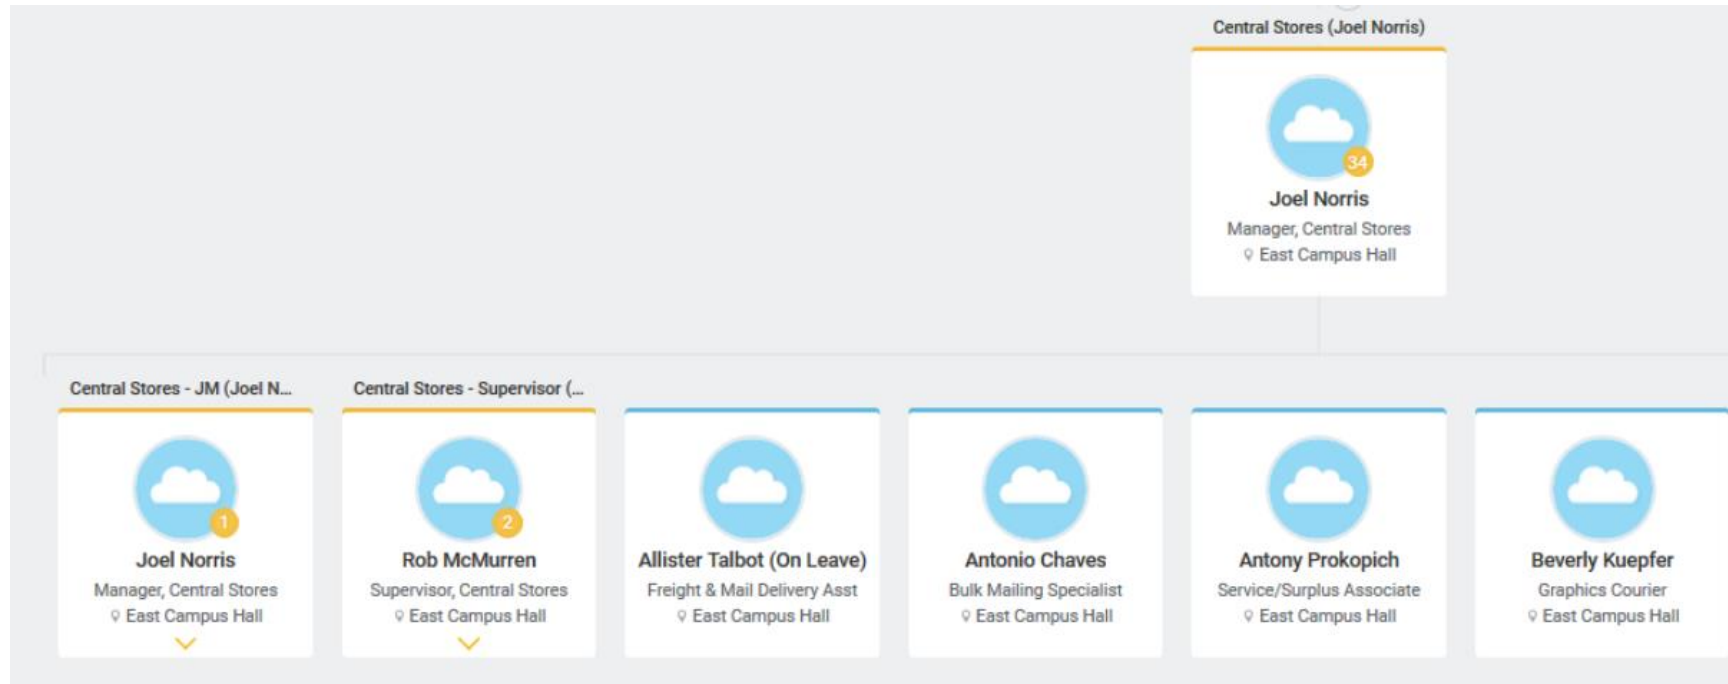 Central Stores (Joel Norris)
34
Joel Norris
Manager, Central Stores
East Campus Hall
Central Stores - JM (Joel N...
1
Joel Norris
Manager, Central Stores
East Campus Hall
Central Stores - Supervisor (...
2
Rob McMurren
Supervisor, Central Stores
East Campus Hall
Allister Talbot (On Leave)
Freight & Mail Delivery Asst
East Campus Hall
Antonio Chaves
Bulk Mailing Specialist
East Campus Hall
Antony Prokopich
Service/Surplus Associate
East Campus Hall
Beverly Kuepfer
Graphics Courier
East Campus Hall